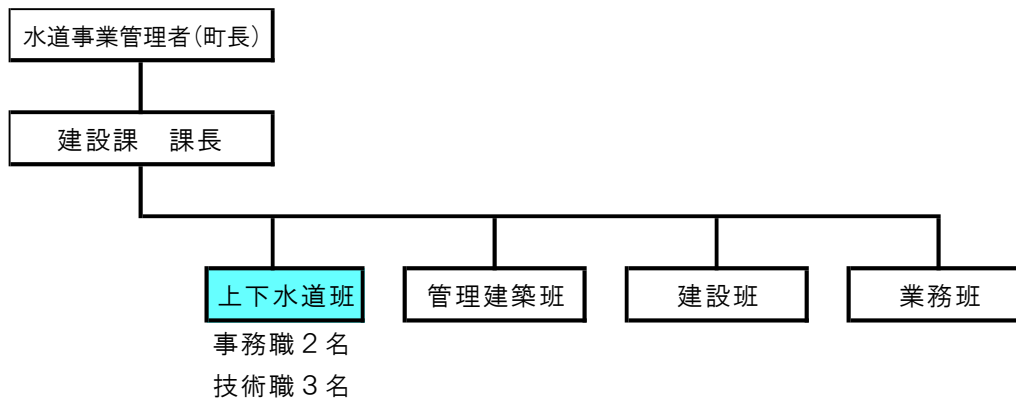 水道事業管理者(町長)
建設課　課長
上下水道班
管理建築班
建設班
業務班
事務職２名
技術職３名